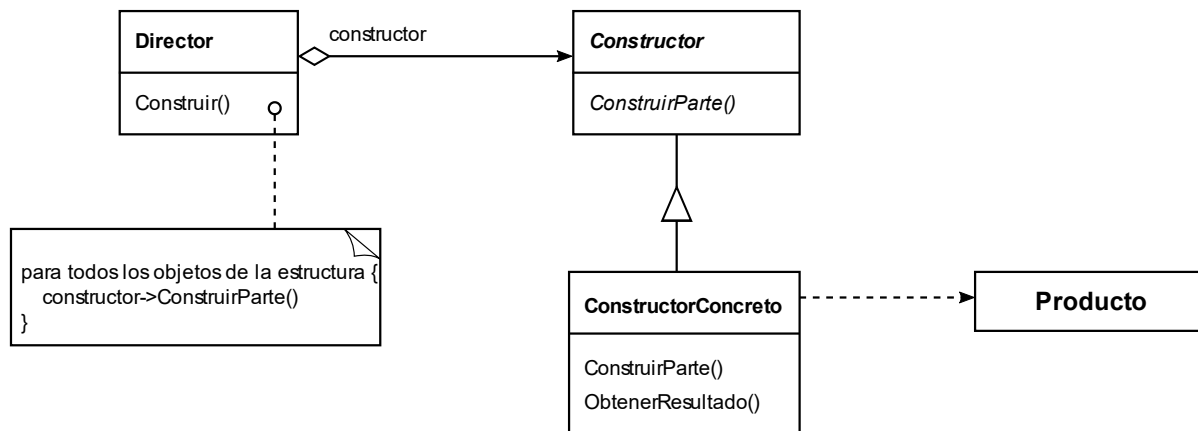 Director
constructor
Constructor
Construir()
ConstruirParte()
para todos los objetos de la estructura {
constructor->ConstruirParte()
}
ConstructorConcreto
Producto
ConstruirParte()
ObtenerResultado()